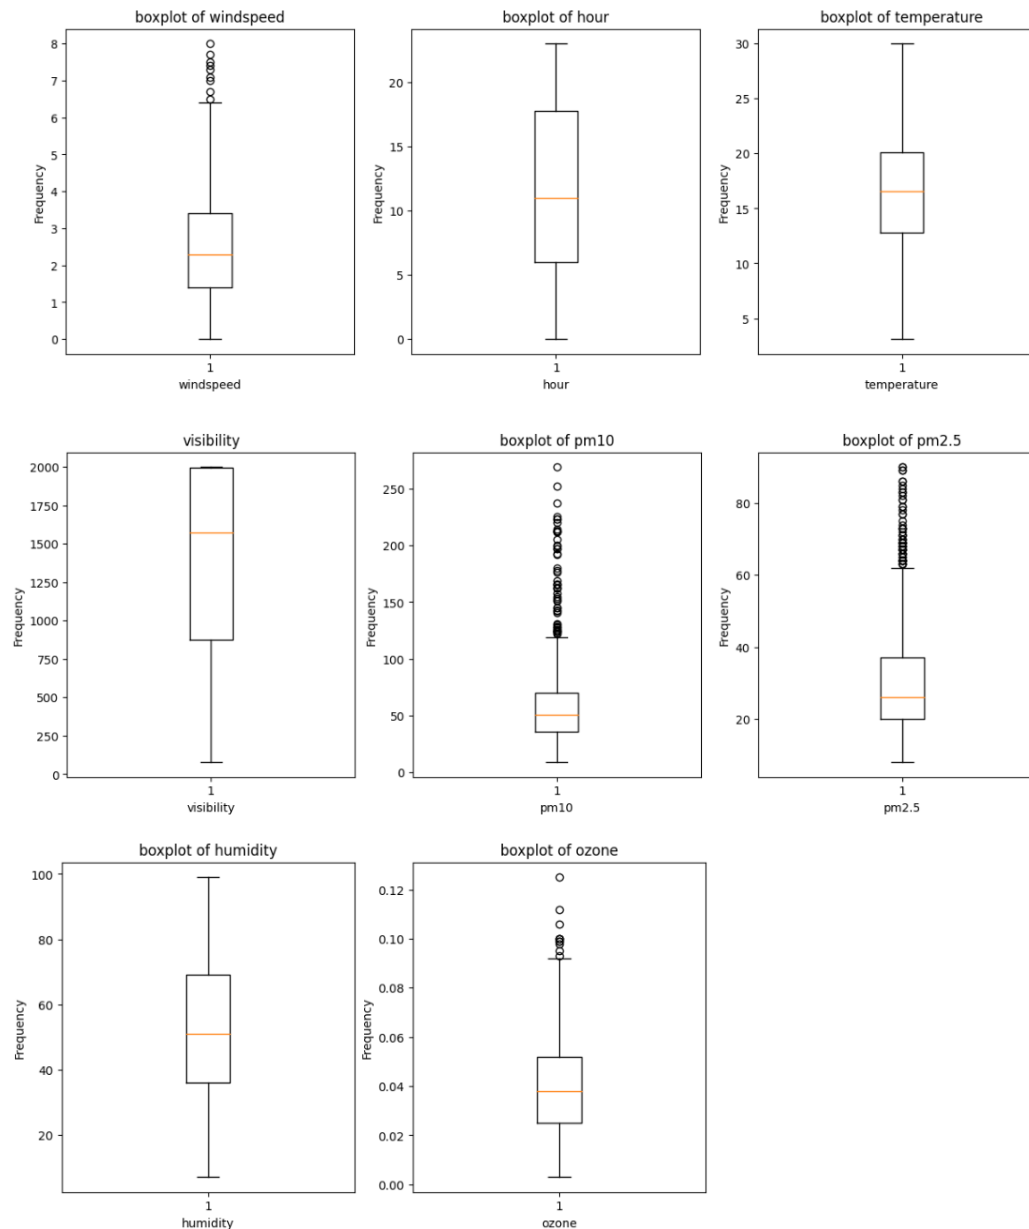 boxplot of windspeed
8
7
6
5
4
3
2
1
0
Frequency
1
windspeed
boxplot of hour
20
15
10
5
0
Frequency
1
hour
boxplot of temperature
30
25
20
15
10
5
Frequency
1
temperature
visibility
2000
1750
1500
1250
1000
750
500
250
0
Frequency
1
visibility
boxplot of pm10
250
200
150
100
50
0
Frequency
1
pm10
boxplot of pm2.5
80
60
40
20
Frequency
1
pm2.5
boxplot of humidity
100
80
60
40
20
Frequency
1
humidity
boxplot of ozone
0.12
0.10
0.08
0.06
0.04
0.02
0.00
Frequency
1
ozone